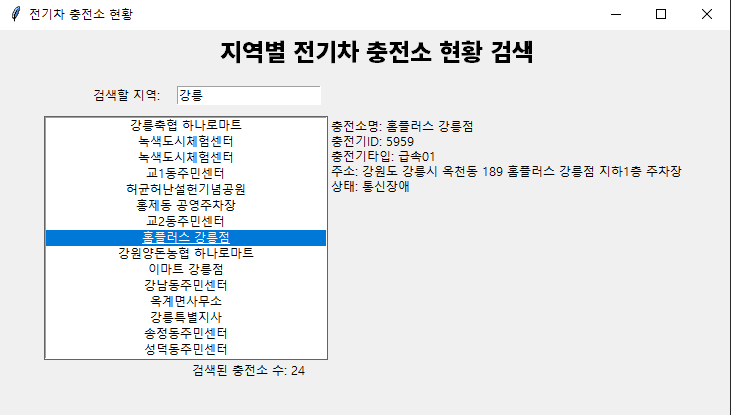 전기차 충전소 현황
지역별 전기차 충전소 현황 검색
검색할 지역: 강릉
강릉축협 하나로마트
녹색도시체험센터
녹색도시체험센터
교1동주민센터
허균허난설헌기념공원
홍제동 공영주차장
교2동주민센터
홈플러스 강릉점
강원양돈농협 하나로마트
이마트 강릉점
강남동주민센터
옥계면사무소
강릉특별지사
송정동주민센터
성덕동주민센터
검색된 충전소 수: 24
충전소명: 홈플러스 강릉점
충전기ID: 5959
충전기타입: 급속01
주소: 강원도 강릉시 옥천동 189 홈플러스 강릉점 지하1층 주차장
상태: 통신장애